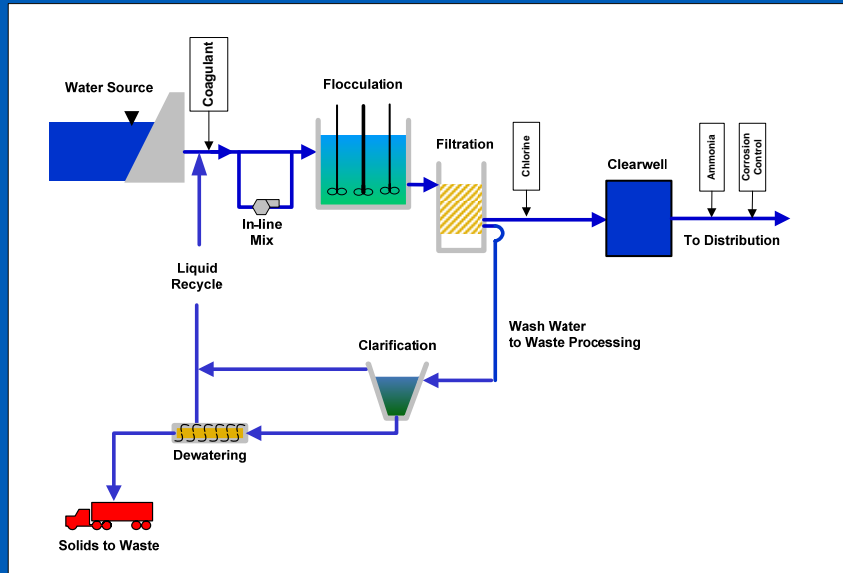 Water Source
Coagulant
Flocculation
Filtration
Chlorine
Clearwell
Ammonia
Corrosion
Control
In-line
Mix
To Distribution
Liquid
Recycle
Wash Water
to Waste Processing
Clarification
Dewatering
Solids to Waste